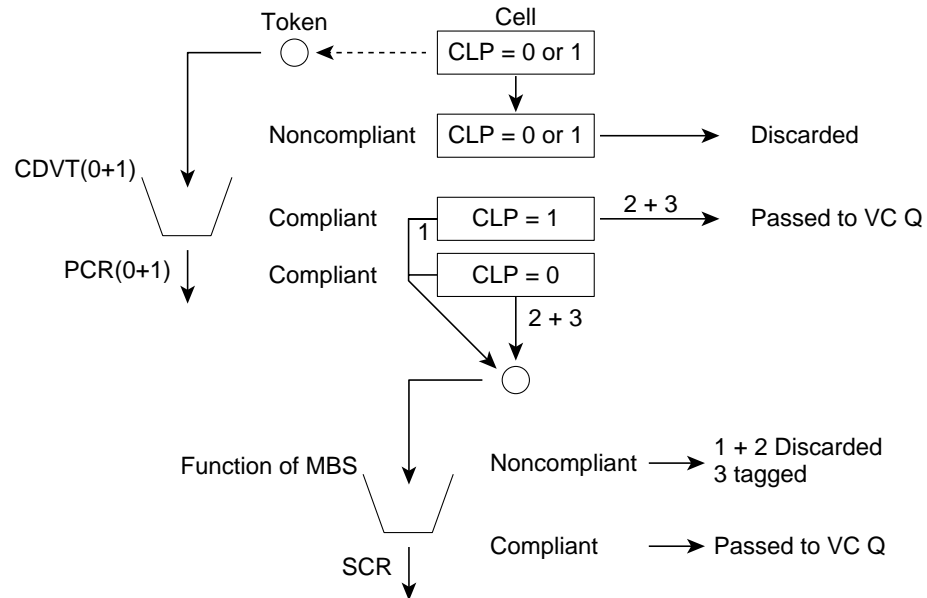 Token
Cell
CLP = 0 or 1
Noncompliant
CLP = 0 or 1
Discarded
CDVT(0+1)
Compliant
1
CLP = 1
2 + 3
Passed to VC Q
PCR(0+1)
Compliant
CLP = 0
2 + 3
Function of MBS
Noncompliant
1 + 2 Discarded
3 tagged
Compliant
Passed to VC Q
SCR